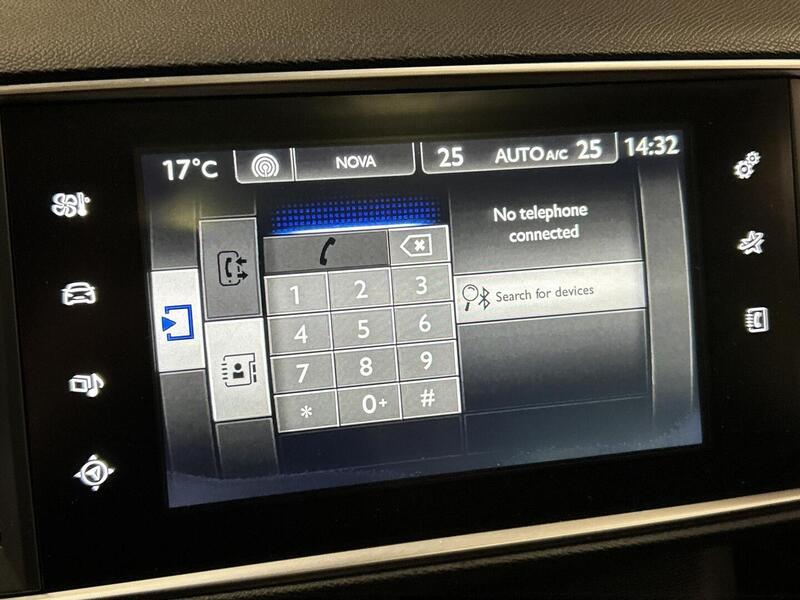 17°C NOVA 25 AUTO A/C 25 14:32
No telephone
connected
Search for devices
1 2 3
4 5 6
7 8 9
* 0+ #